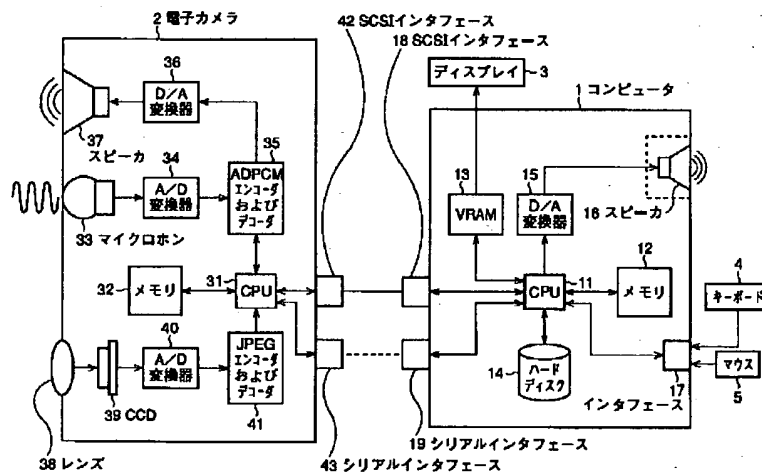 2 電子カメラ
42 SCSIインタフェース
18 SCSIインタフェース
36
D/A
変換器
37
スピーカ
34
A/D
変換器
33 マイクロホン
35
ADPCM
エンコーダ
および
デコーダ
31
CPU
32
メモリ
40
A/D
変換器
JPEG
エンコーダ
および
デコーダ
41
39 CCD
38 レンズ
43 シリアルインタフェース
19 シリアルインタフェース
ディスプレイ
3
1 コンピュータ
13
VRAM
15
D/A
変換器
16 スピーカ
12
メモリ
11
CPU
14
ハード
ディスク
4
キーボード
マウス
5
17
インタフェース